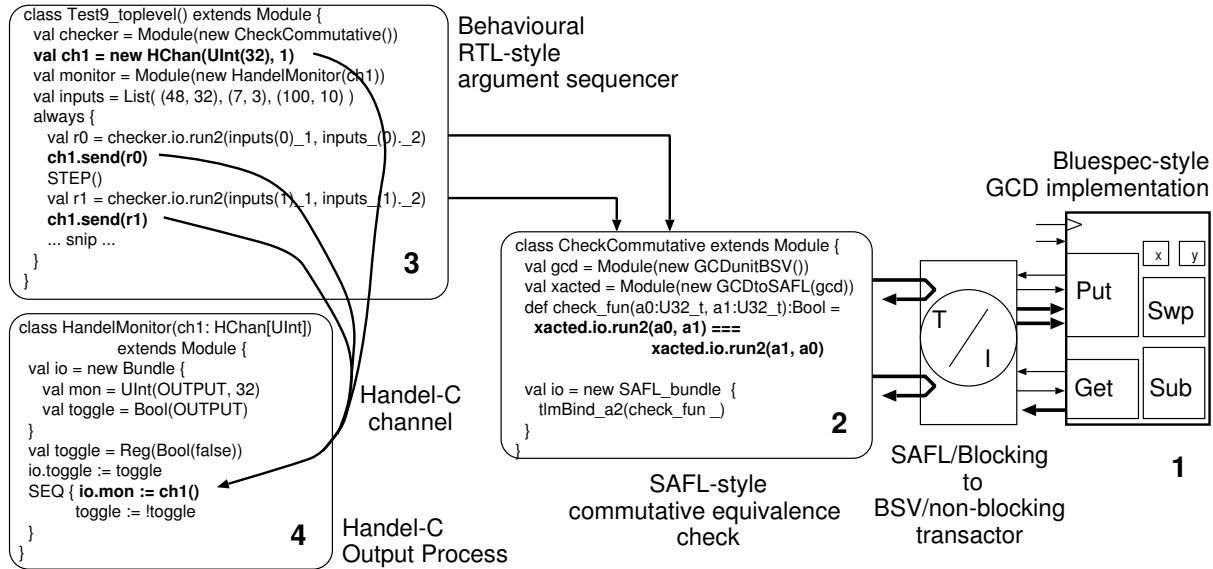 class Test9_toplevel() extends Module {
val checker = Module(new CheckCommutative())
val ch1 = new HChan(UInt(32), 1)
val monitor = Module(new HandelMonitor(ch1))
val inputs = List( (48, 32), (7, 3), (100, 10) )
always {
val r0 = checker.io.run2(inputs(0)_1, inputs_(0)._2)
ch1.send(r0)
STEP()
val r1 = checker.io.run2(inputs(1)_1, inputs_(1)._2)
ch1.send(r1)
... snip ...
}
}
3
Behavioural
RTL-style
argument sequencer
class HandelMonitor(ch1: HChan[UInt])
extends Module {
val io = new Bundle {
val mon = UInt(OUTPUT, 32)
val toggle = Bool(OUTPUT)
}
val toggle = Reg(Bool(false))
io.toggle := toggle
SEQ { io.mon := ch1()
toggle := !toggle
}
}
4
Handel-C
channel
Handel-C
Output Process
class CheckCommutative extends Module {
val gcd = Module(new GCDunitBSV())
val xacted = Module(new GCDtoSAFL(gcd))
def check_fun(a0:U32_t, a1:U32_t):Bool =
xacted.io.run2(a0, a1) ===
xacted.io.run2(a1, a0)
val io = new SAFL_bundle {
tlmBind_a2(check_fun _)
}
}
2
SAFL-style
commutative equivalence
check
T
I
SAFL/Blocking
to
BSV/non-blocking
transactor
Bluespec-style
GCD implementation
x
y
Put
Swp
Get
Sub
1